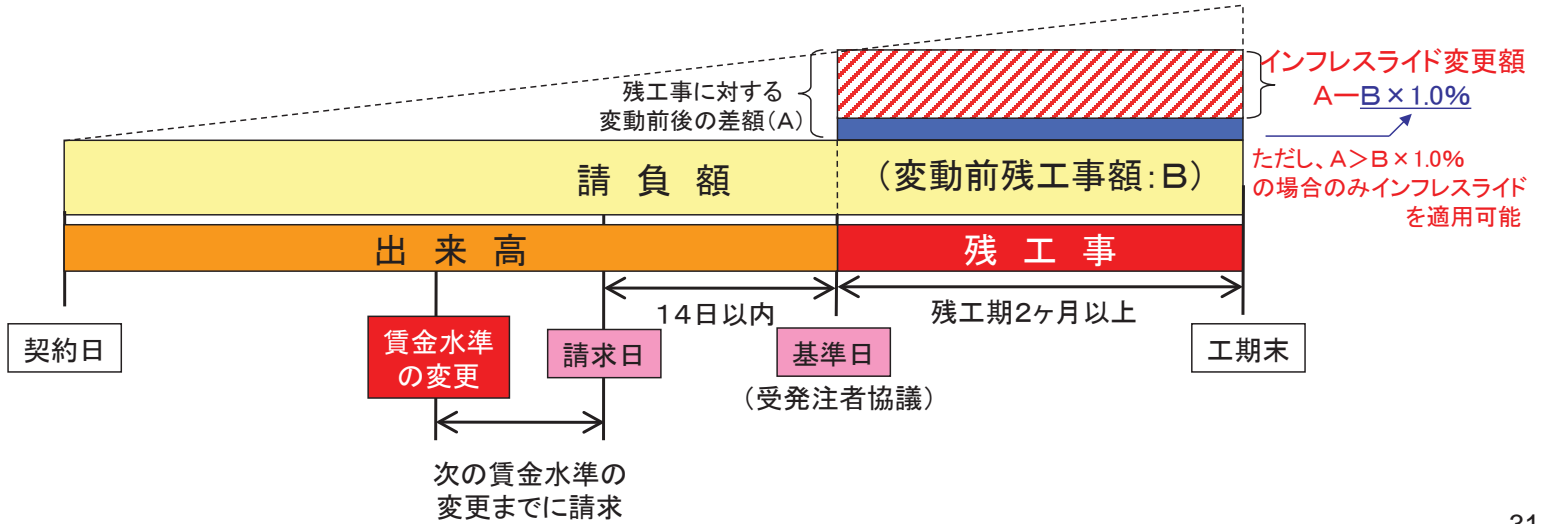 残工事に対する
変動前後の差額(A)
インフレスライド変更額
A－B×1.0%
ただし、A＞B×1.0%
の場合のみインフレスライド
を適用可能
請負額
(変動前残工事額:B)
出来高
残工事
14日以内
残工期2ヶ月以上
契約日
賃金水準
の変更
請求日
基準日
工期末
(受発注者協議)
次の賃金水準の
変更までに請求